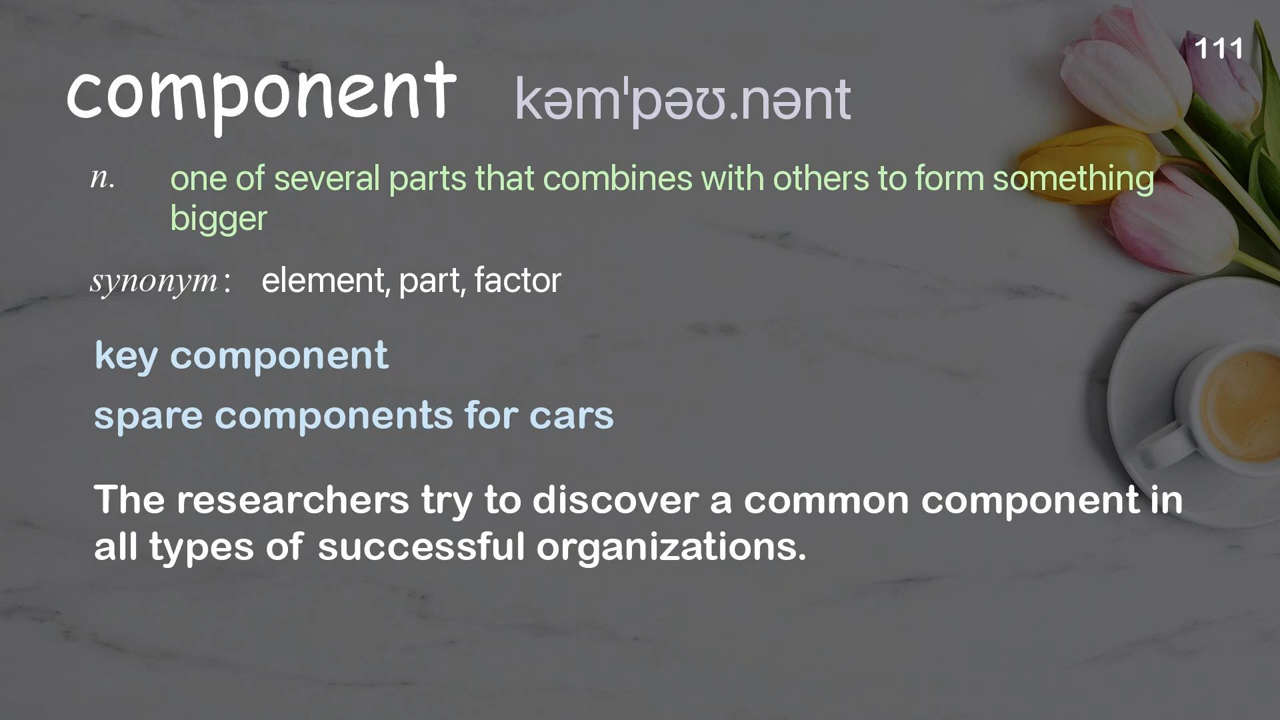 111
component kəmˈpəʊ.nənt
n. one of several parts that combines with others to form something
bigger
synonym: element, part, factor
key component
spare components for cars
The researchers try to discover a common component in
all types of successful organizations.